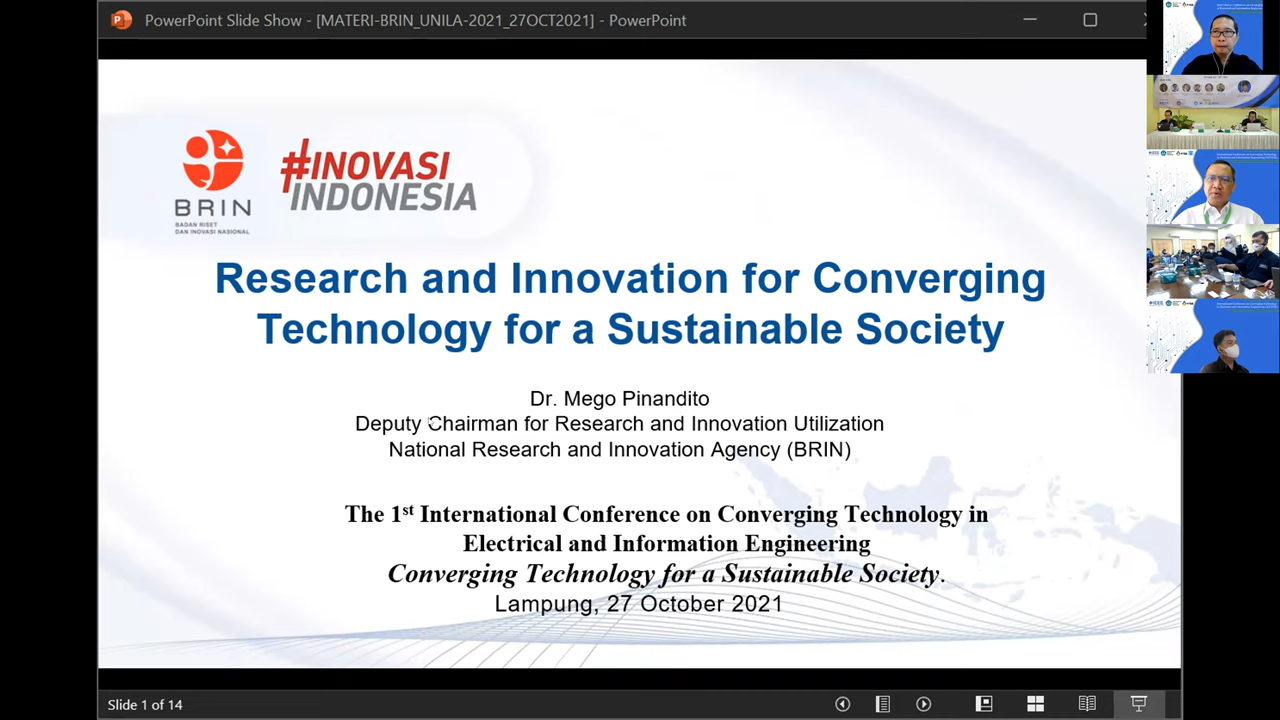 PowerPoint Slide Show - [MATERI-BRIN_UNILA-2021_27OCT2021] - PowerPoint
BRIN
BADAN RISET
DAN INOVASI NASIONAL
#INOVASI
INDONESIA
Research and Innovation for Converging
Technology for a Sustainable Society
Dr. Mego Pinandito
Deputy Chairman for Research and Innovation Utilization
National Research and Innovation Agency (BRIN)
The 1st International Conference on Converging Technology in
Electrical and Information Engineering
Converging Technology for a Sustainable Society.
Lampung, 27 October 2021
Slide 1 of 14